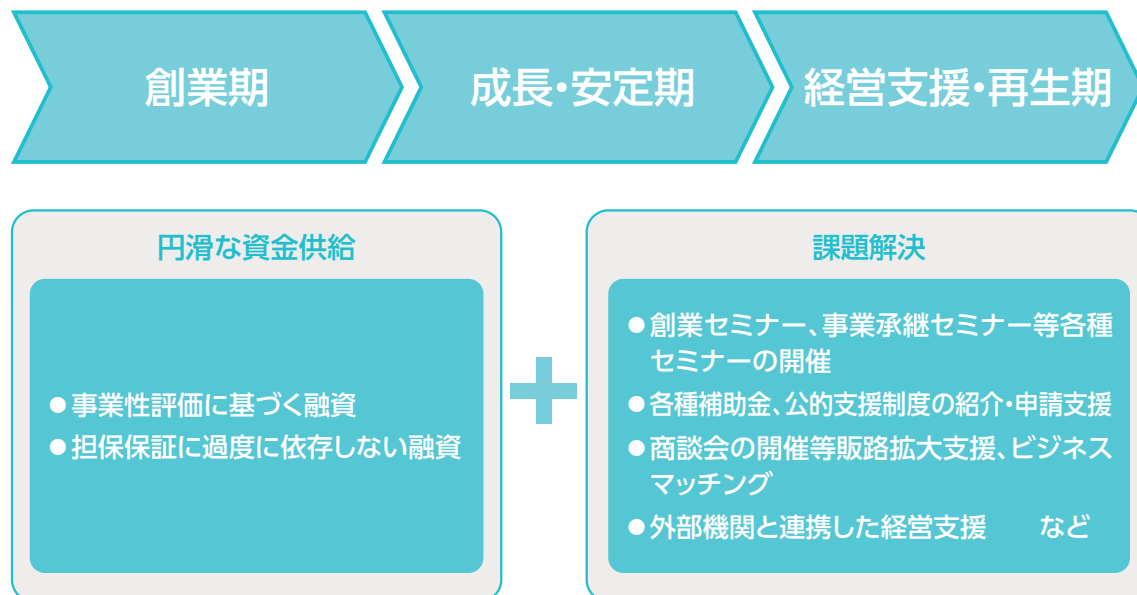 創業期
成長・安定期
経営支援・再生期
円滑な資金供給
●事業性評価に基づく融資
●担保保証に過度に依存しない融資
課題解決
●創業セミナー、事業承継セミナー等各種
セミナーの開催
●各種補助金、公的支援制度の紹介・申請支援
●商談会の開催等販路拡大支援、ビジネス
マッチング
●外部機関と連携した経営支援　　など